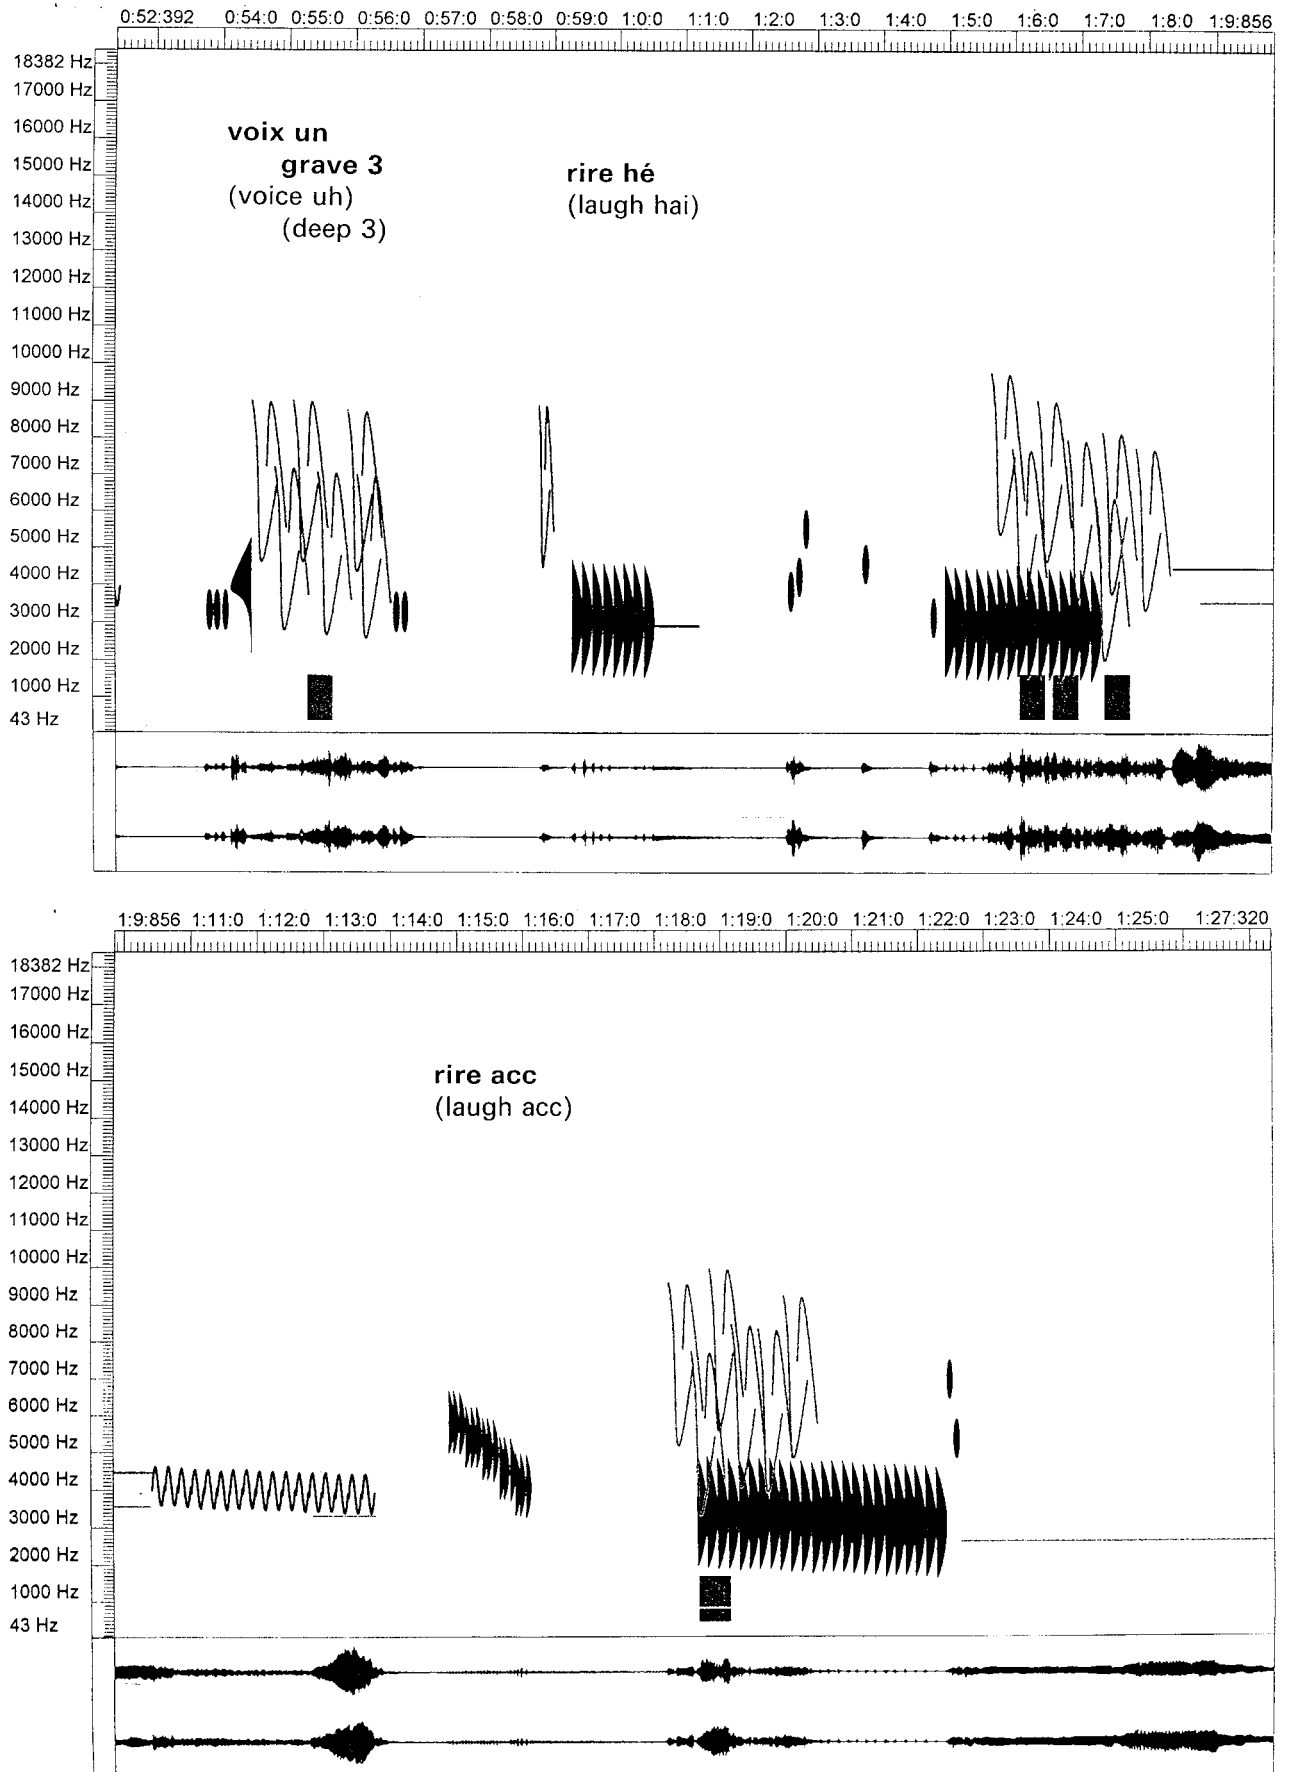 0:52:392 0:54:0 0:55:0 0:56:0 0:57:0 0:58:0 0:59:0 1:0:0 1:1:0 1:2:0 1:3:0 1:4:0 1:5:0 1:6:0 1:7:0 1:8:0 1:9:856
18382 Hz
17000 Hz
16000 Hz
15000 Hz
14000 Hz
13000 Hz
12000 Hz
11000 Hz
10000 Hz
9000 Hz
8000 Hz
7000 Hz
6000 Hz
5000 Hz
4000 Hz
3000 Hz
2000 Hz
1000 Hz
43 Hz
voix un
grave 3
(voice uh)
(deep 3)
rire hé
(laugh hai)
1:9:856 1:11:0 1:12:0 1:13:0 1:14:0 1:15:0 1:16:0 1:17:0 1:18:0 1:19:0 1:20:0 1:21:0 1:22:0 1:23:0 1:24:0 1:25:0 1:27:320
18382 Hz
17000 Hz
16000 Hz
15000 Hz
14000 Hz
13000 Hz
12000 Hz
11000 Hz
10000 Hz
9000 Hz
8000 Hz
7000 Hz
6000 Hz
5000 Hz
4000 Hz
3000 Hz
2000 Hz
1000 Hz
43 Hz
rire acc
(laugh acc)